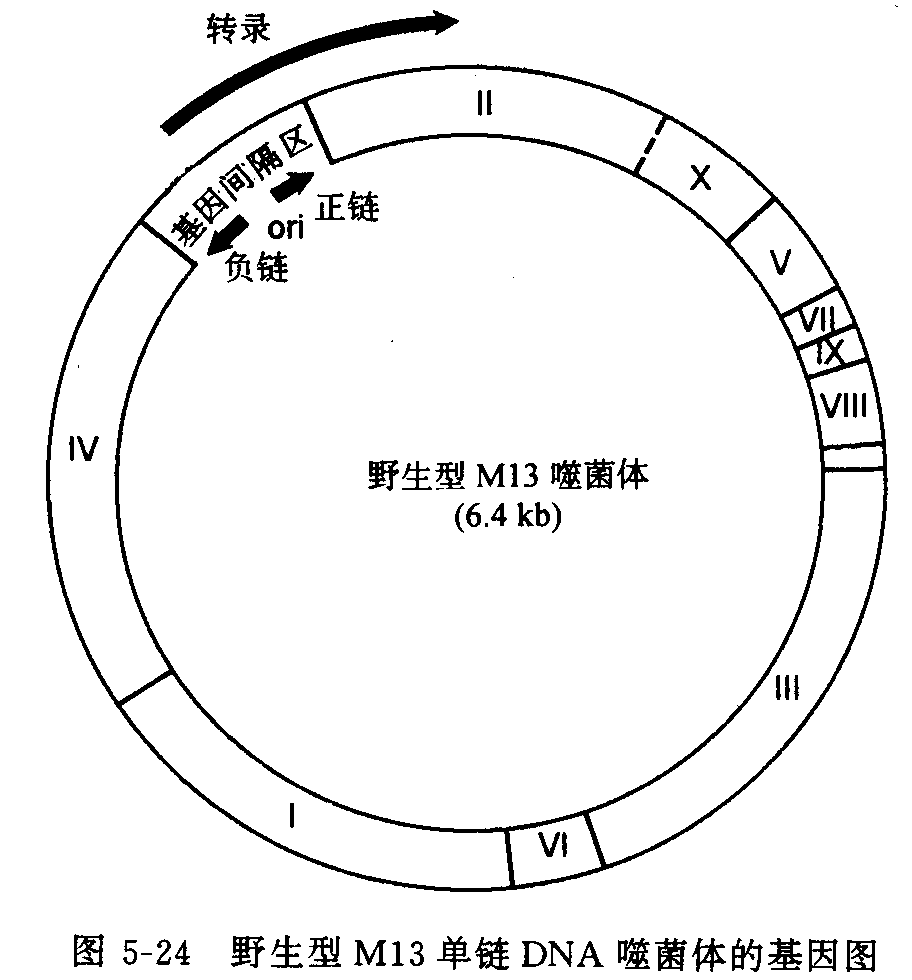 转录
II
X
基因间隔区
ori
正链
负链
V
VII
IX
VIII
IV
野生型 M13 噬菌体
(6.4 kb)
III
I
VI
图 5-24 野生型 M13 单链 DNA 噬菌体的基因图